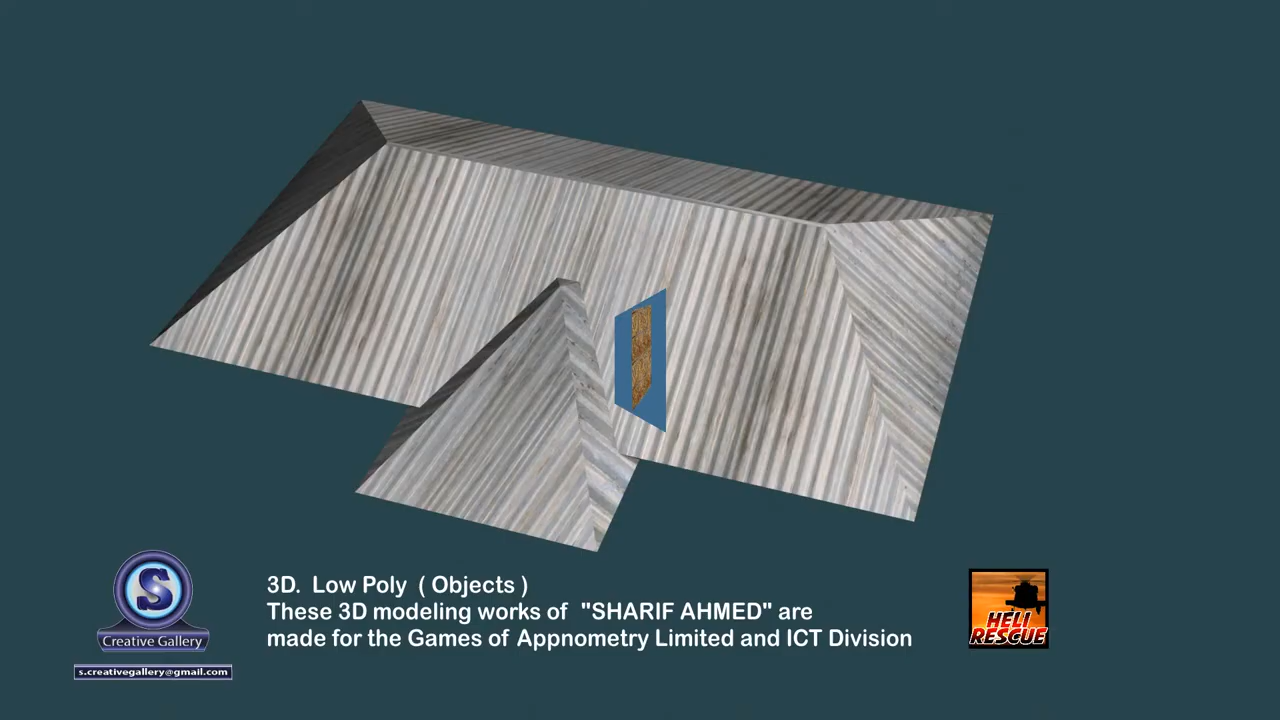 3D.  Low Poly  ( Objects )
These 3D modeling works of  "SHARIF AHMED" are
made for the Games of Appnometry Limited and ICT Division
S
Creative Gallery
s.creativegallery@gmail.com
HELI
RESCUE